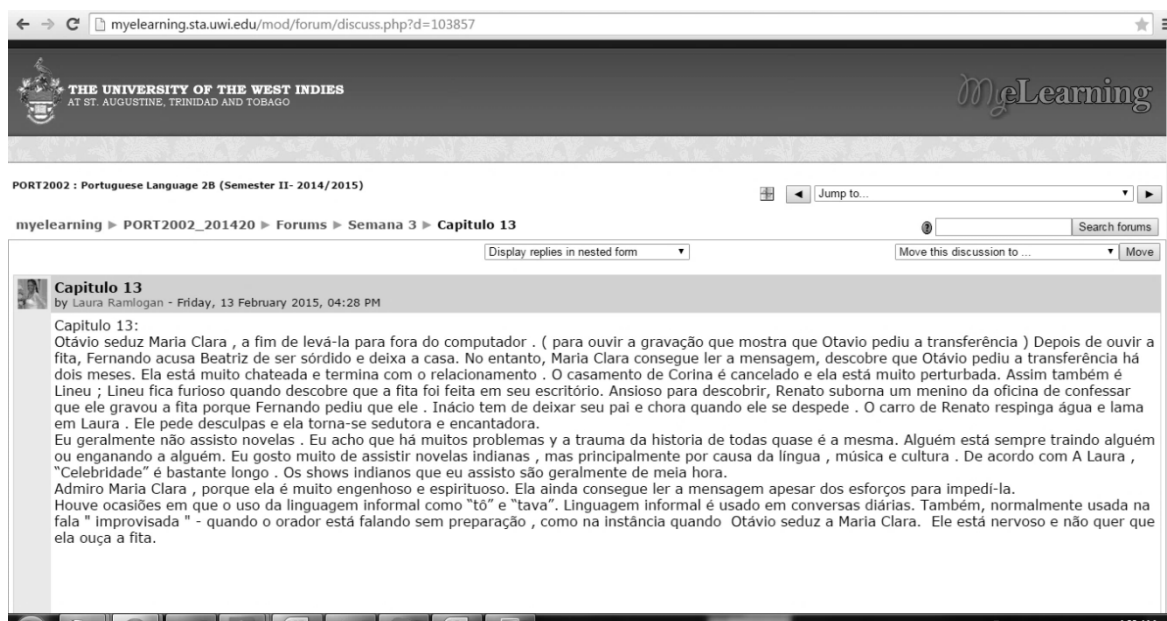 myelearning.sta.uwi.edu/mod/forum/discuss.php?d=103857
THE UNIVERSITY OF THE WEST INDIES
AT ST. AUGUSTINE, TRINIDAD AND TOBAGO
MyeLearning
PORT2002 : Portuguese Language 2B (Semester II- 2014/2015)
Jump to...
myelearning ▶ PORT2002_201420 ▶ Forums ▶ Semana 3 ▶ Capitulo 13
Search forums
Display replies in nested form
Move this discussion to ...
Move
Capitulo 13
by Laura Ramlogan - Friday, 13 February 2015, 04:28 PM
Capitulo 13:
Otávio seduz Maria Clara , a fim de levá-la para fora do computador . ( para ouvir a gravação que mostra que Otavio pediu a transferência ) Depois de ouvir a
fita, Fernando acusa Beatriz de ser sórdido e deixa a casa. No entanto, Maria Clara consegue ler a mensagem, descobre que Otávio pediu a transferência há
dois meses. Ela está muito chateada e termina com o relacionamento . O casamento de Corina é cancelado e ela está muito perturbada. Assim também é
Lineu ; Lineu fica furioso quando descobre que a fita foi feita em seu escritório. Ansioso para descobrir, Renato suborna um menino da oficina de confessar
que ele gravou a fita porque Fernando pediu que ele . Inácio tem de deixar seu pai e chora quando ele se despede . O carro de Renato respinga água e lama
em Laura . Ele pede desculpas e ela torna-se sedutora e encantadora.
Eu geralmente não assisto novelas . Eu acho que há muitos problemas y a trauma da historia de todas quase é a mesma. Alguém está sempre traindo alguém
ou enganando a alguém. Eu gosto muito de assistir novelas indianas , mas principalmente por causa da língua , música e cultura . De acordo com A Laura ,
"Celebridade" é bastante longo . Os shows indianos que eu assisto são geralmente de meia hora.
Admiro Maria Clara , porque ela é muito engenhoso e espirituoso. Ela ainda consegue ler a mensagem apesar dos esforços para impedí-la.
Houve ocasiões em que o uso da linguagem informal como "tô" e "tava". Linguagem informal é usado em conversas diárias. Também, normalmente usada na
fala " improvisada " - quando o orador está falando sem preparação , como na instância quando Otávio seduz a Maria Clara. Ele está nervoso e não quer que
ela ouça a fita.